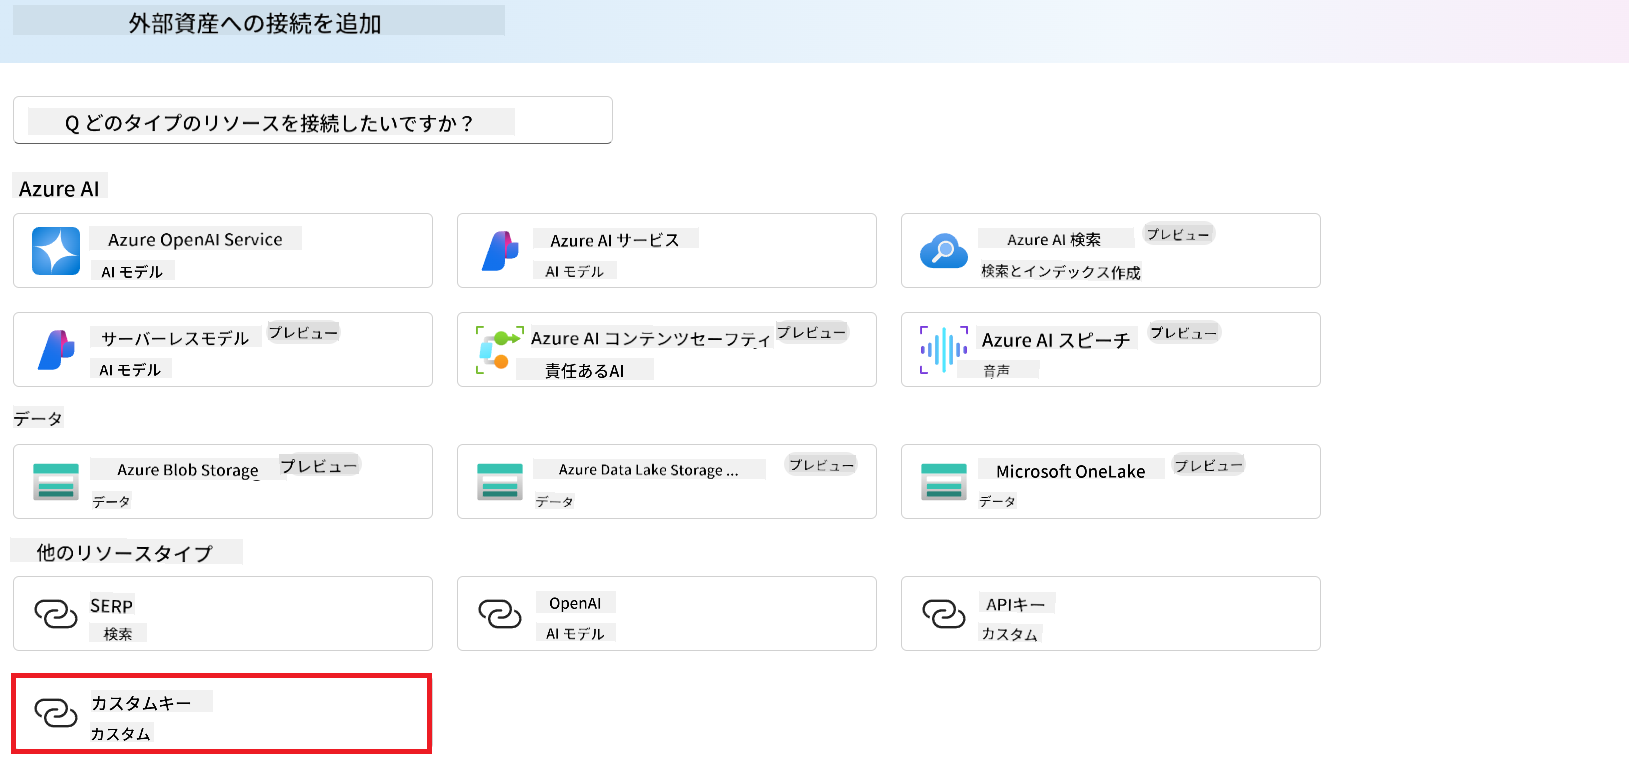 外部資産への接続を追加
Q どのタイプのリソースを接続したいですか？
Azure AI
Azure OpenAI Service
AI モデル
Azure AI サービス
AI モデル
Azure AI 検索
プレビュー
検索とインデックス作成
サーバーレスモデル
プレビュー
AI モデル
Azure AI コンテンツセーフティ
プレビュー
責任あるAI
Azure AI スピーチ
プレビュー
音声
データ
Azure Blob Storage
プレビュー
データ
Azure Data Lake Storage ...
プレビュー
データ
Microsoft OneLake
プレビュー
データ
他のリソースタイプ
SERP
検索
OpenAI
AI モデル
APIキー
カスタム
カスタムキー
カスタム